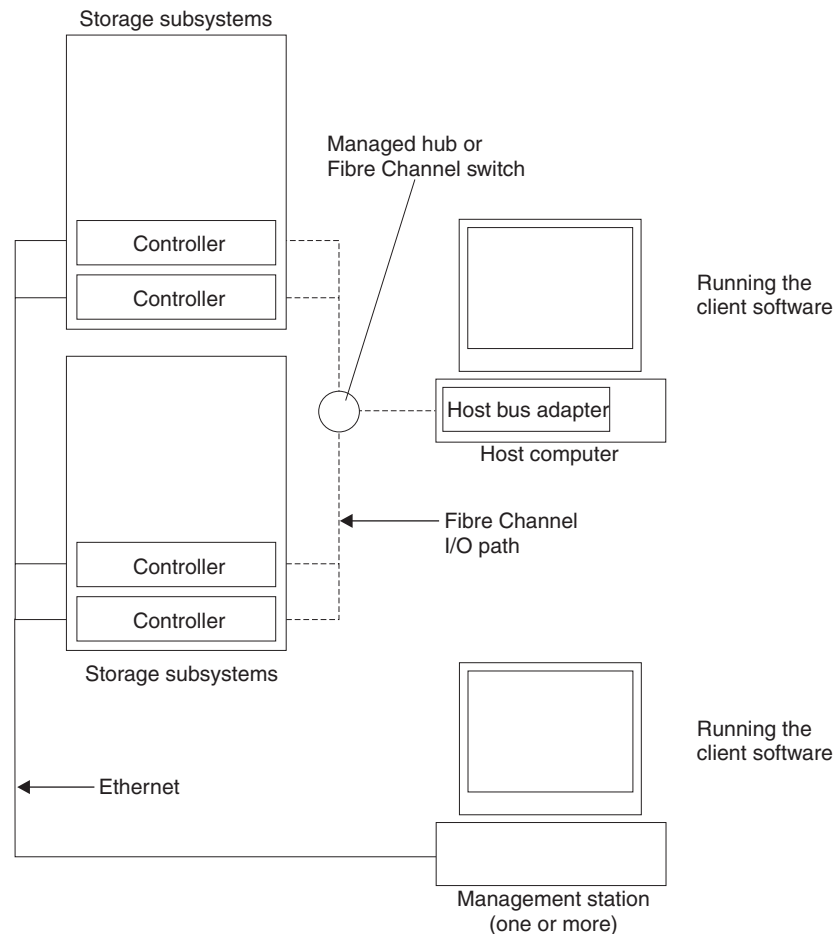 Storage subsystems
Managed hub or
Fibre Channel switch
Controller
Controller
Running the
client software
Host bus adapter
Host computer
Fibre Channel
I/O path
Controller
Controller
Storage subsystems
Running the
client software
Ethernet
Management station
(one or more)